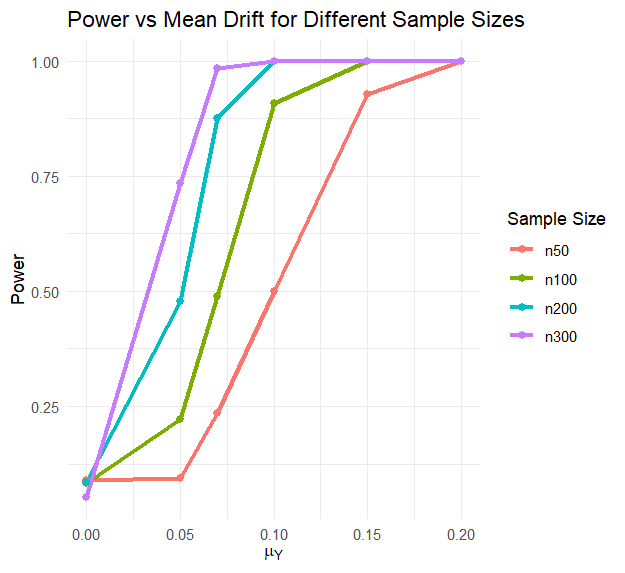 Power vs Mean Drift for Different Sample Sizes
1.00
0.75
0.50
0.25
Power
0.00 0.05 0.10 0.15 0.20
μY
Sample Size
n50
n100
n200
n300